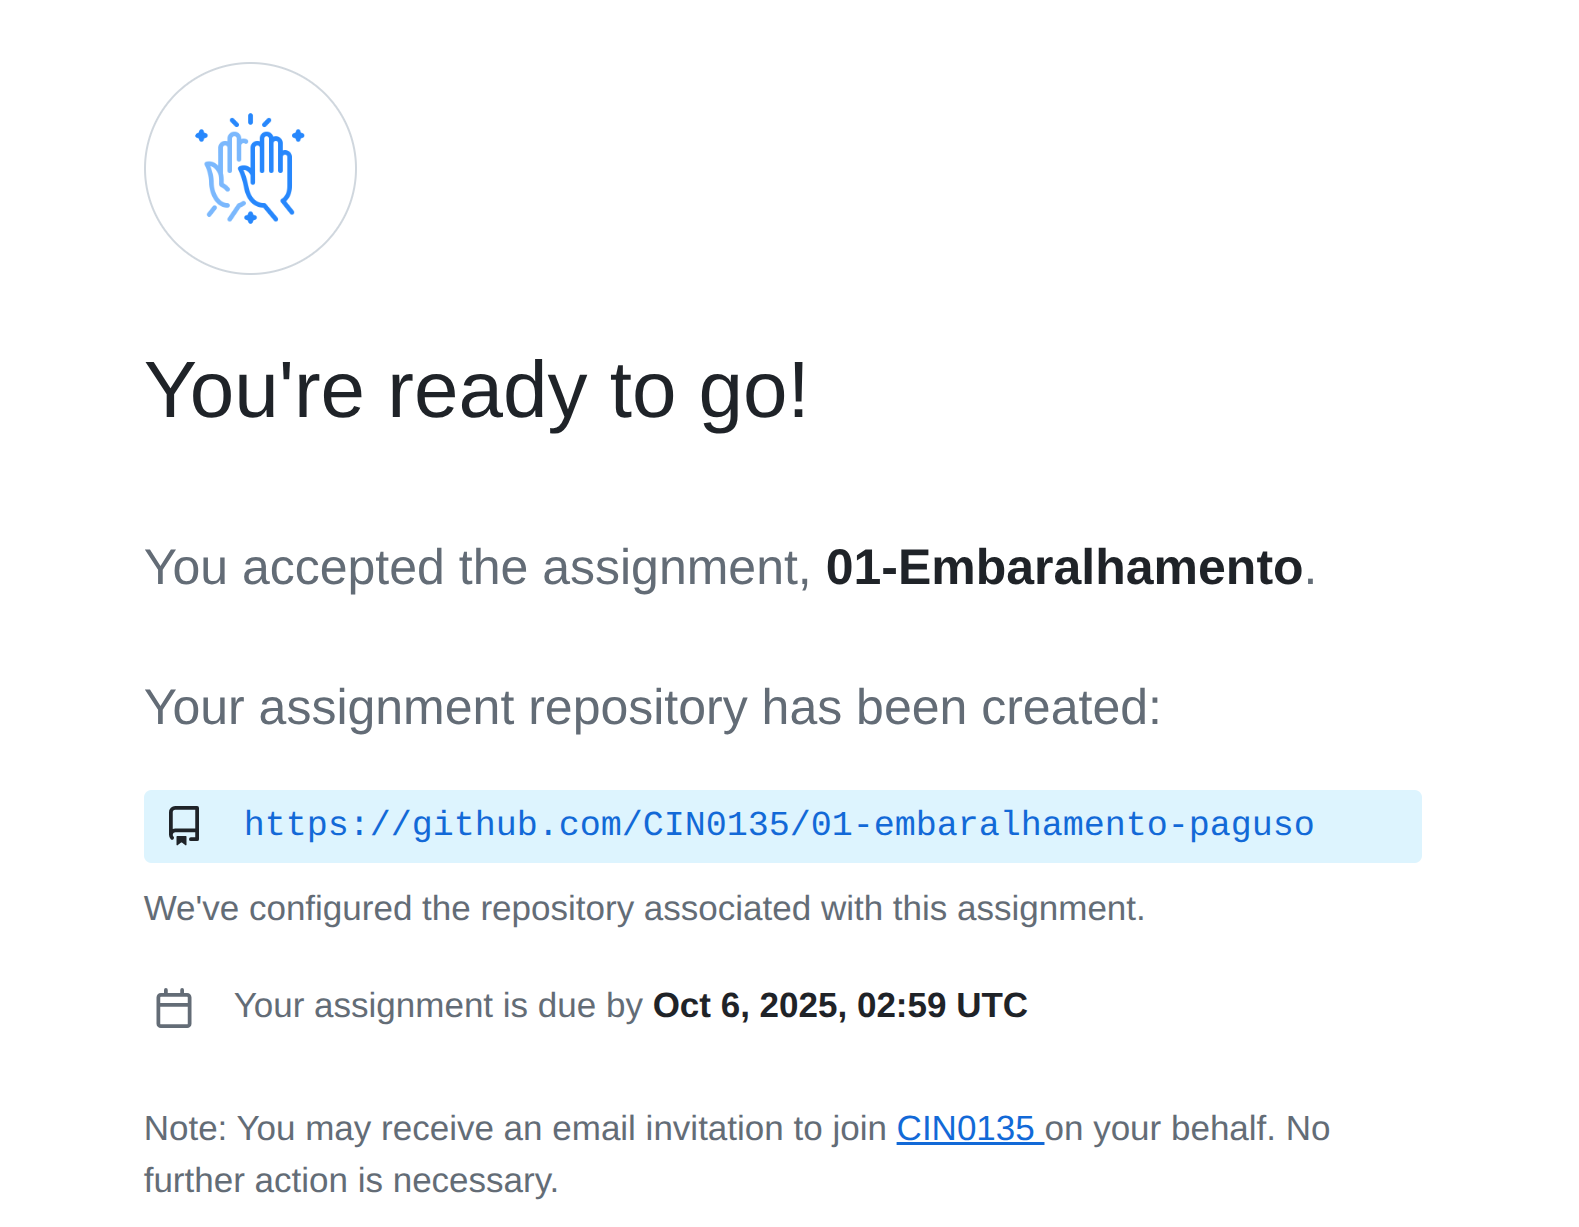 You're ready to go!
You accepted the assignment, 01-Embaralhamento.
Your assignment repository has been created:
https://github.com/CIN0135/01-embaralhamento-paguso
We've configured the repository associated with this assignment.
Your assignment is due by Oct 6, 2025, 02:59 UTC
Note: You may receive an email invitation to join CIN0135 on your behalf. No
further action is necessary.